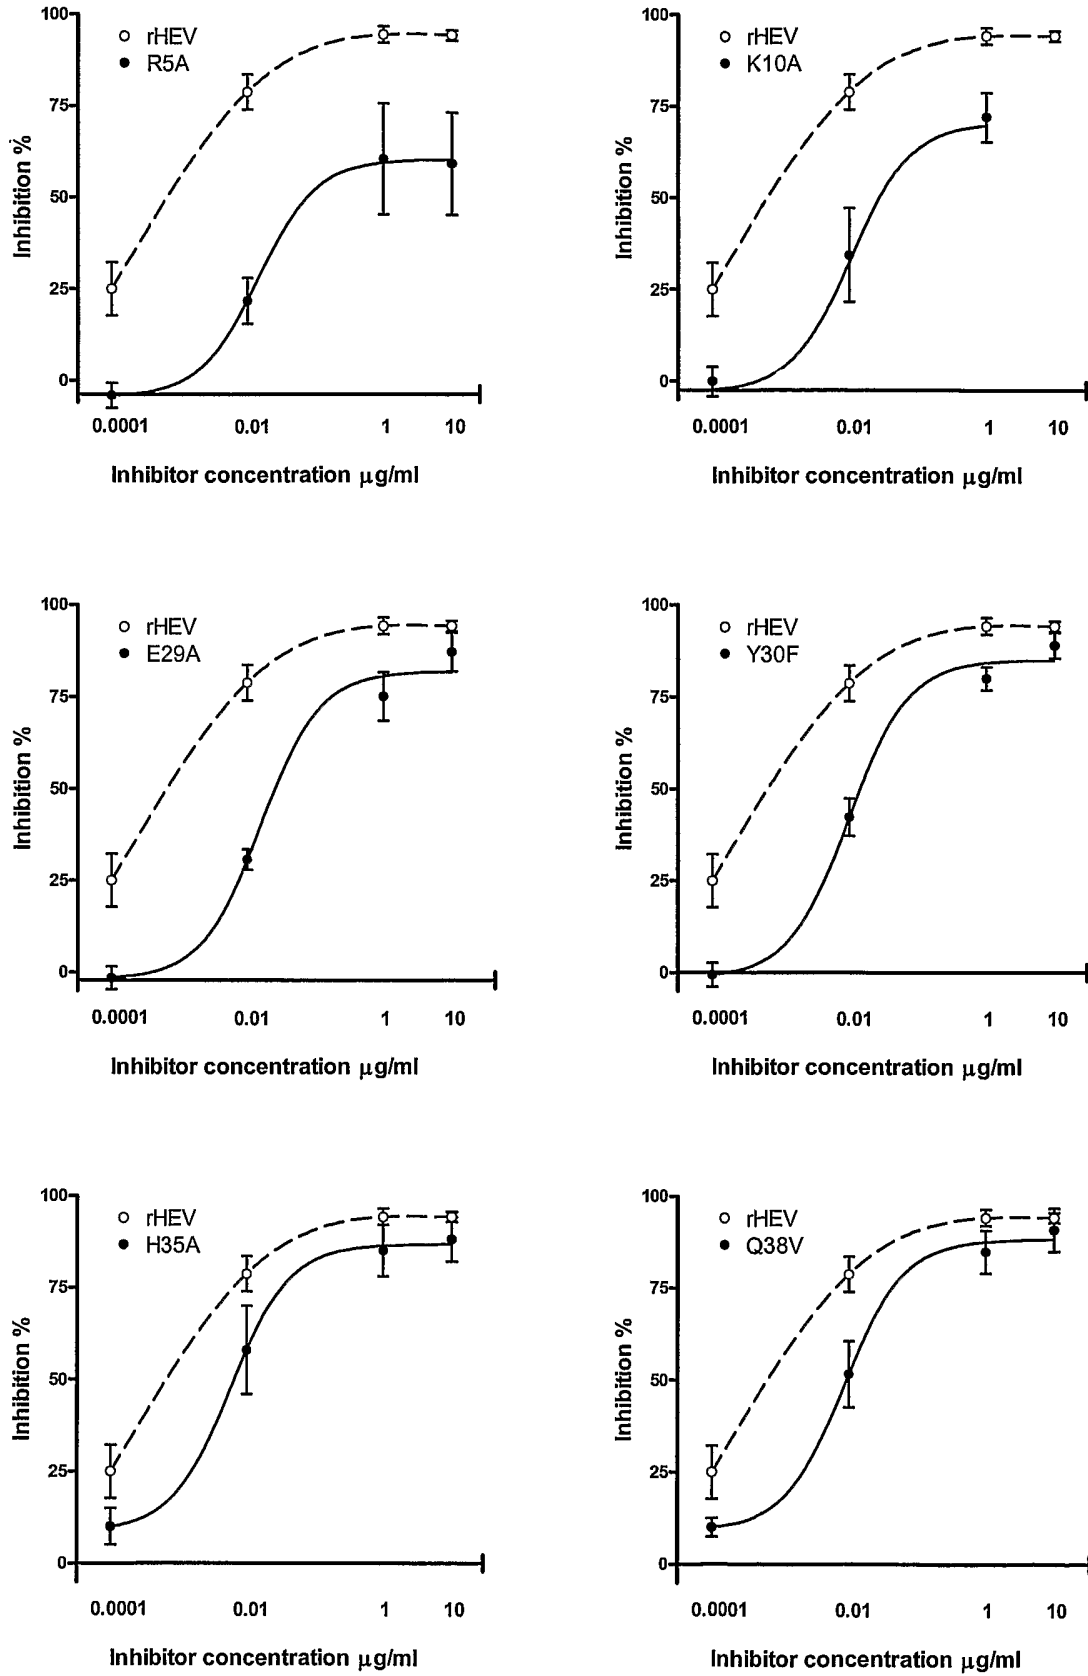 100
75
50
25
0
Inhibition %
rHEV
R5A
0.0001 0.01 1 10
Inhibitor concentration μg/ml
100
75
50
25
0
Inhibition %
rHEV
K10A
0.0001 0.01 1 10
Inhibitor concentration μg/ml
100
75
50
25
0
Inhibition %
rHEV
E29A
0.0001 0.01 1 10
Inhibitor concentration μg/ml
100
75
50
25
0
Inhibition %
rHEV
Y30F
0.0001 0.01 1 10
Inhibitor concentration μg/ml
100
75
50
25
0
Inhibition %
rHEV
H35A
0.0001 0.01 1 10
Inhibitor concentration μg/ml
100
75
50
25
0
Inhibition %
rHEV
Q38V
0.0001 0.01 1 10
Inhibitor concentration μg/ml